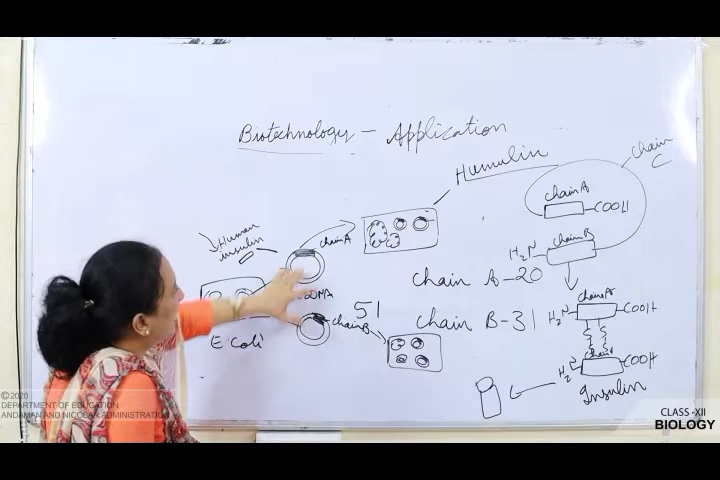 Biotechnology - Application
Humulin
Chain C
Chain A
COOH
H2N
Chain B
Human insulin
Chain A
rDNA
E.coli
51
Chain B
Chain A - 20
Chain B - 31
H2N
Chain A
COOH
H2N
COOH
Insulin
©2020
DEPARTMENT OF EDUCATION
ANDAMAN AND NICOBAR ADMINISTRATION
CLASS -XII
BIOLOGY